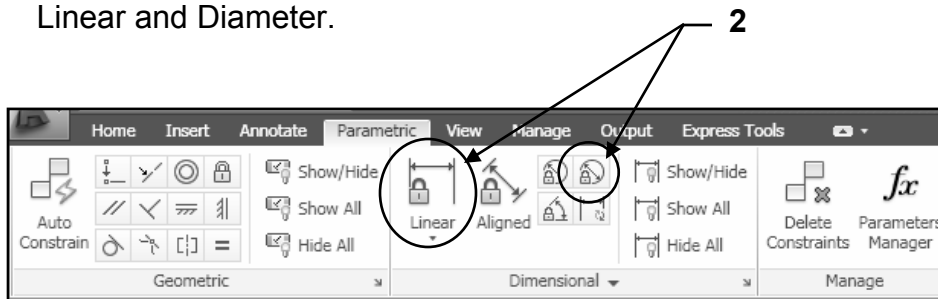 Linear and Diameter.
2
Home Insert Annotate Parametric View Manage Output Express Tools
Auto Constrain
Show/Hide
Show All
Hide All
Geometric
Linear
Aligned
Show/Hide
Show All
Hide All
Dimensional
Delete Constraints
fx
Parameters Manager
Manage